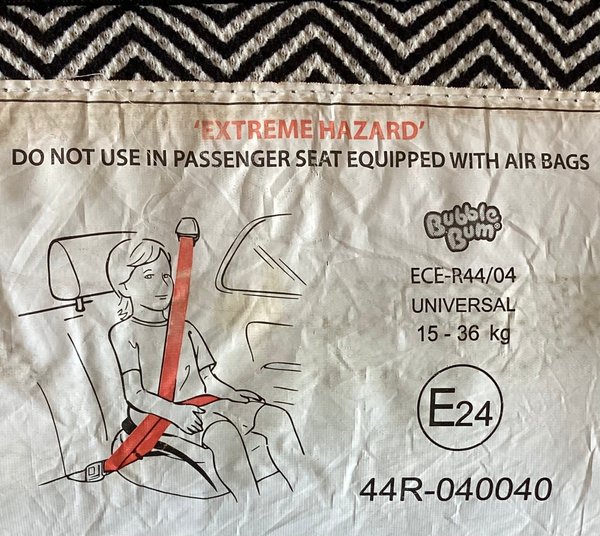 'EXTREME HAZARD'
DO NOT USE IN PASSENGER SEAT EQUIPPED WITH AIR BAGS
Bubble
Bum®
ECE-R44/04
UNIVERSAL
15 - 36 kg
E24
44R-040040